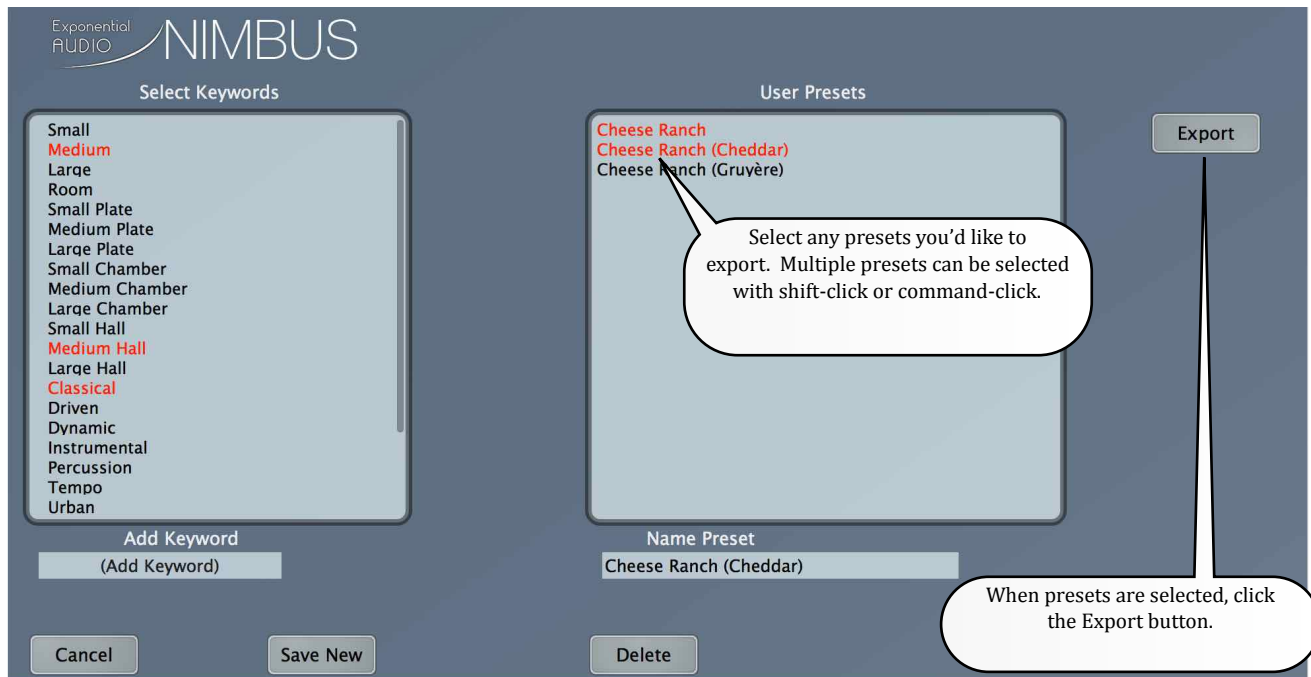 Exponential
AUDIO
NIMBUS
Select Keywords
Small
Medium
Large
Room
Small Plate
Medium Plate
Large Plate
Small Chamber
Medium Chamber
Large Chamber
Small Hall
Medium Hall
Large Hall
Classical
Driven
Dynamic
Instrumental
Percussion
Tempo
Urban
Add Keyword
(Add Keyword)
Cancel
Save New
User Presets
Cheese Ranch
Cheese Ranch (Cheddar)
Cheese Ranch (Gruyère)
Select any presets you’d like to
export. Multiple presets can be selected
with shift-click or command-click.
Name Preset
Cheese Ranch (Cheddar)
Delete
Export
When presets are selected, click
the Export button.